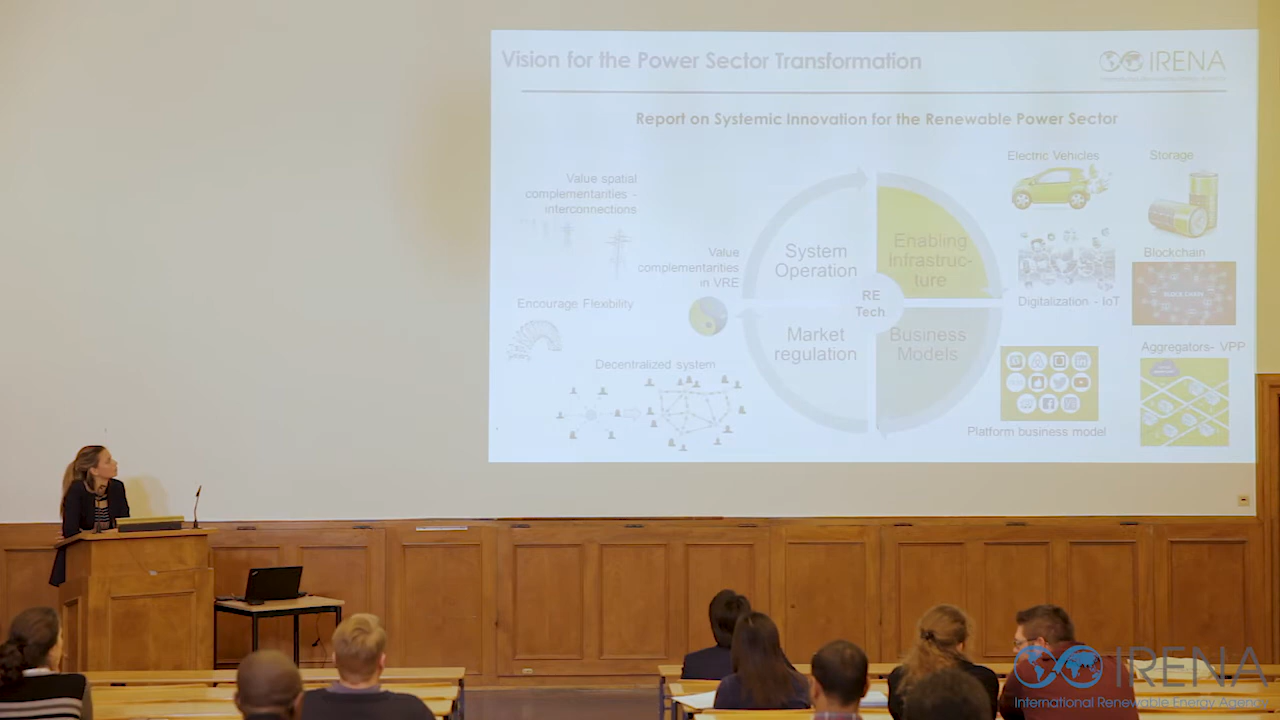 Vision for the Power Sector Transformation
IRENA
Report on Systemic Innovation for the Renewable Power Sector
Electric Vehicles
Storage
Value spatial
complementarities -
interconnections
Value
complementarities
in VRE
System
Operation
Enabling
Infrastruc-
ture
Blockchain
RE
Tech
Encourage Flexibility
Digitalization - IoT
Market
regulation
Business
Models
Decentralized system
Aggregators- VPP
Platform business model
IRENA
International Renewable Energy Agency